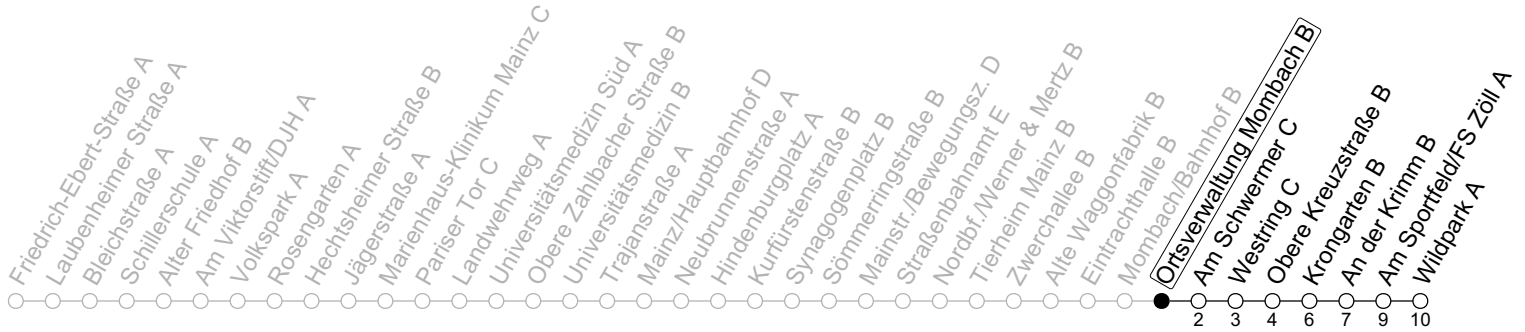 Friedrich-Ebert-Straße A
Laubenheimer Straße A
Bleichstraße A
Schillerschule A
Alter Friedhof B
Am Viktorstift/DJH A
Volkspark A
Rosengarten A
Hechtsheimer Straße B
Jägerstraße A
Marienhaus-Klinikum Mainz C
Pariser Tor C
Landwehrweg A
Universitätsmedizin Süd A
Obere Zahlbacher Straße B
Universitätsmedizin B
Trajanstraße A
Mainz/Hauptbahnhof D
Neubrunnenstraße A
Hindenburgplatz A
Kurfürstenstraße B
Synagogenplatz B
Sömmerringstraße B
Mainstr./Bewegungsz. D
Straßenbahnamt E
Nordbf./Werner & Mertz B
Tierheim Mainz B
Zwerchallee B
Alte Waggonfabrik B
Eintrachthalle B
Mombach/Bahnhof B
Ortsverwaltung Mombach B
Am Schwermer C
Westring C
Obere Kreuzstraße B
Krongarten B
An der Krimm B
Am Sportfeld/FS Zöll A
Wildpark A
2 3 4 6 7 9 10